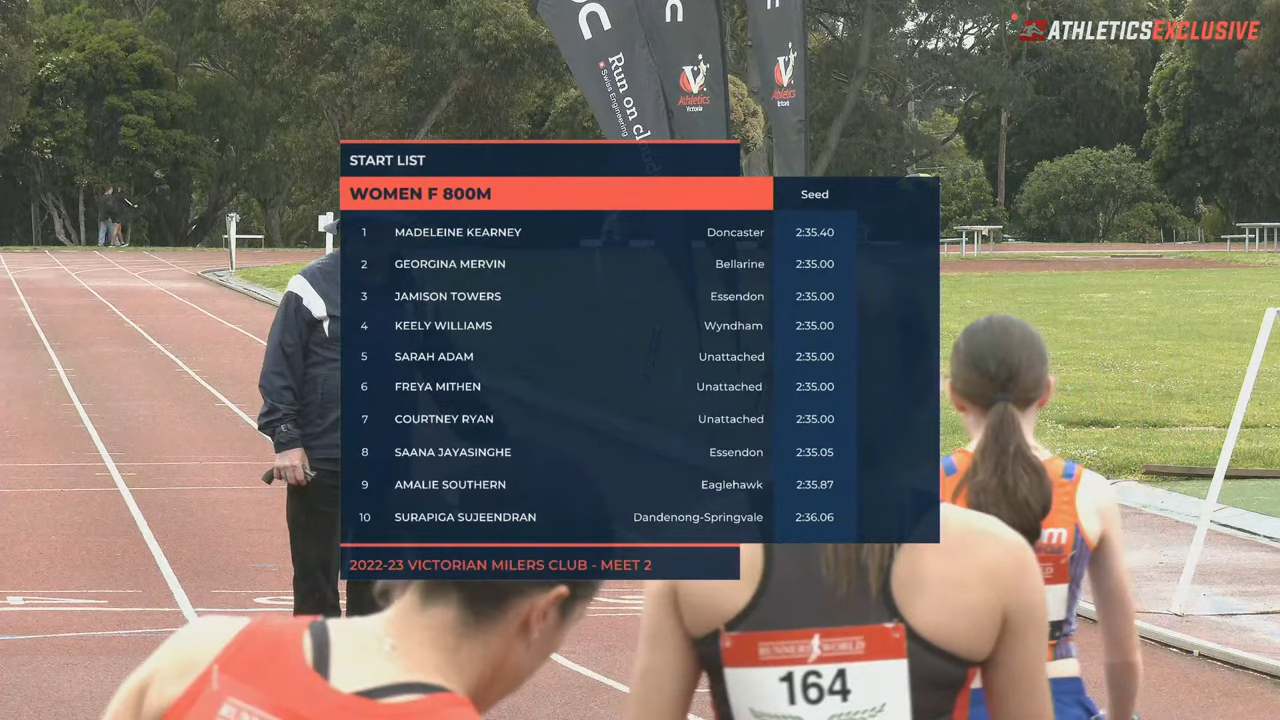 ATHLETICSEXCLUSIVE
Run on clouds
Swiss Engineering
Athletics
Victoria
Athletics
START LIST
WOMEN F 800M Seed
1 MADELEINE KEARNEY Doncaster 2:35.40
2 GEORGINA MERVIN Bellarine 2:35.00
3 JAMISON TOWERS Essendon 2:35.00
4 KEELY WILLIAMS Wyndham 2:35.00
5 SARAH ADAM Unattached 2:35.00
6 FREYA MITHEN Unattached 2:35.00
7 COURTNEY RYAN Unattached 2:35.00
8 SAANA JAYASINGHE Essendon 2:35.05
9 AMALIE SOUTHERN Eaglehawk 2:35.87
10 SURAPIGA SUJEENDRAN Dandenong-Springvale 2:36.06
2022-23 VICTORIAN MILERS CLUB - MEET 2
RUNNERS WORLD
164